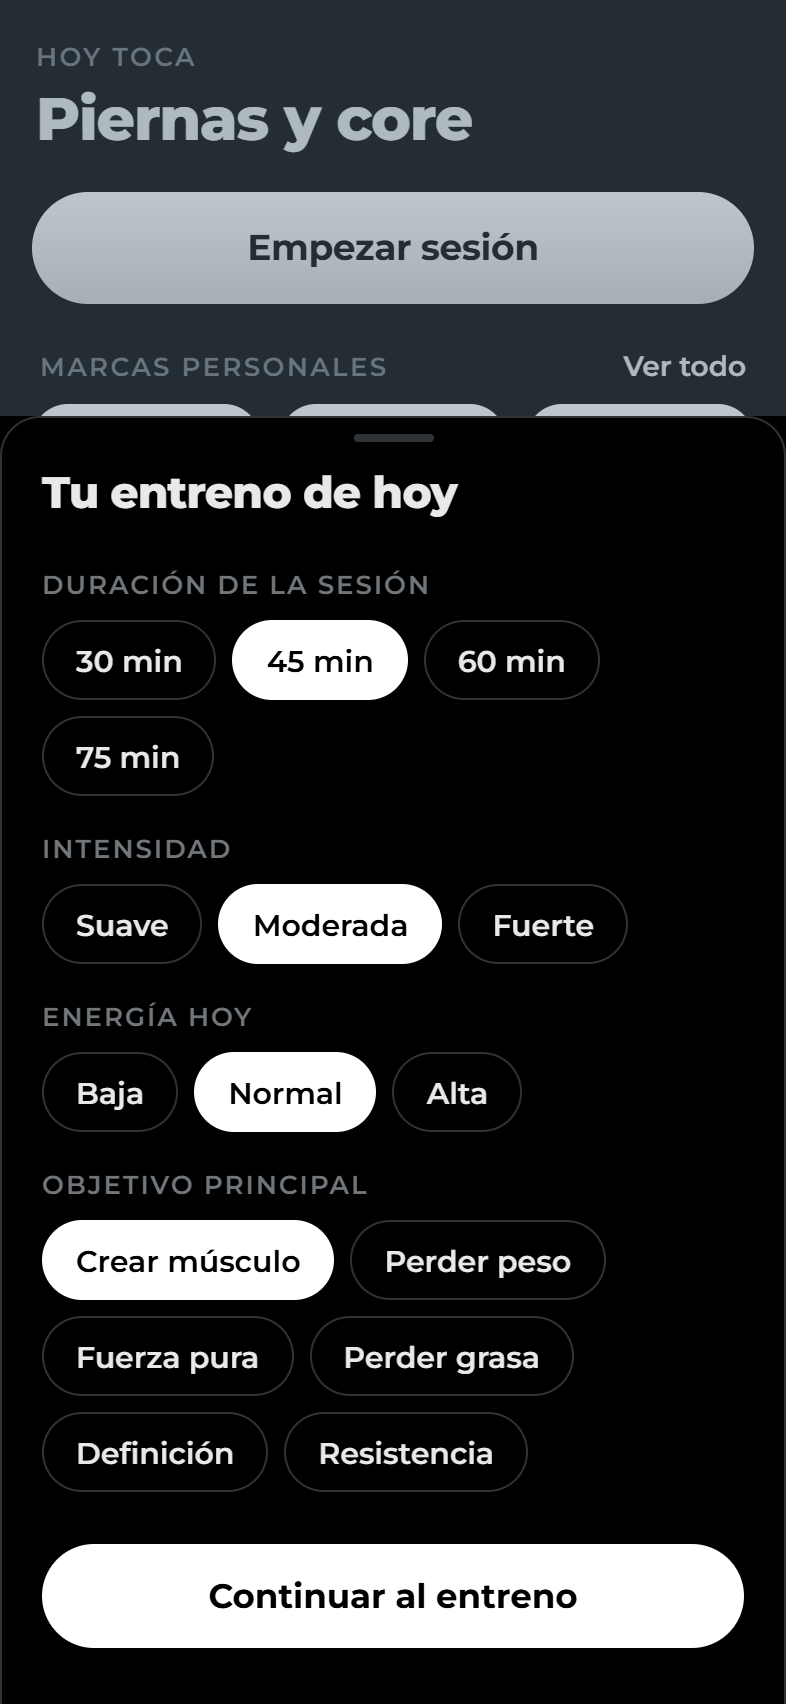 HOY TOCA
Piernas y core
Empezar sesión
MARCAS PERSONALES Ver todo
Tu entreno de hoy
DURACIÓN DE LA SESIÓN
30 min 45 min 60 min
75 min
INTENSIDAD
Suave Moderada Fuerte
ENERGÍA HOY
Baja Normal Alta
OBJETIVO PRINCIPAL
Crear músculo Perder peso
Fuerza pura Perder grasa
Definición Resistencia
Continuar al entreno